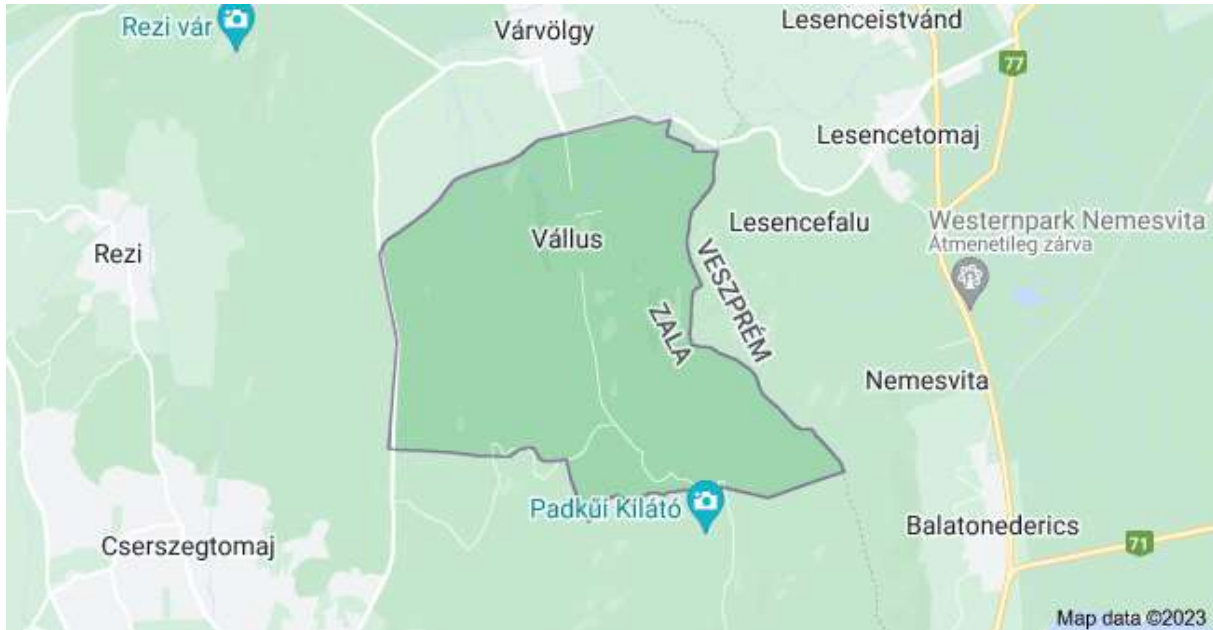 Rezi vár
Várvölgy
Lesenceistvánd
77
Lesencetomaj
Lesencefalu
Westernpark Nemesvita
Átmenetileg zárva
Rezi
Vállus
VESZPRÉM
ZALA
Nemesvita
Padkűi Kilátó
Balatonederics
Cserszegtomaj
71
Map data ©2023